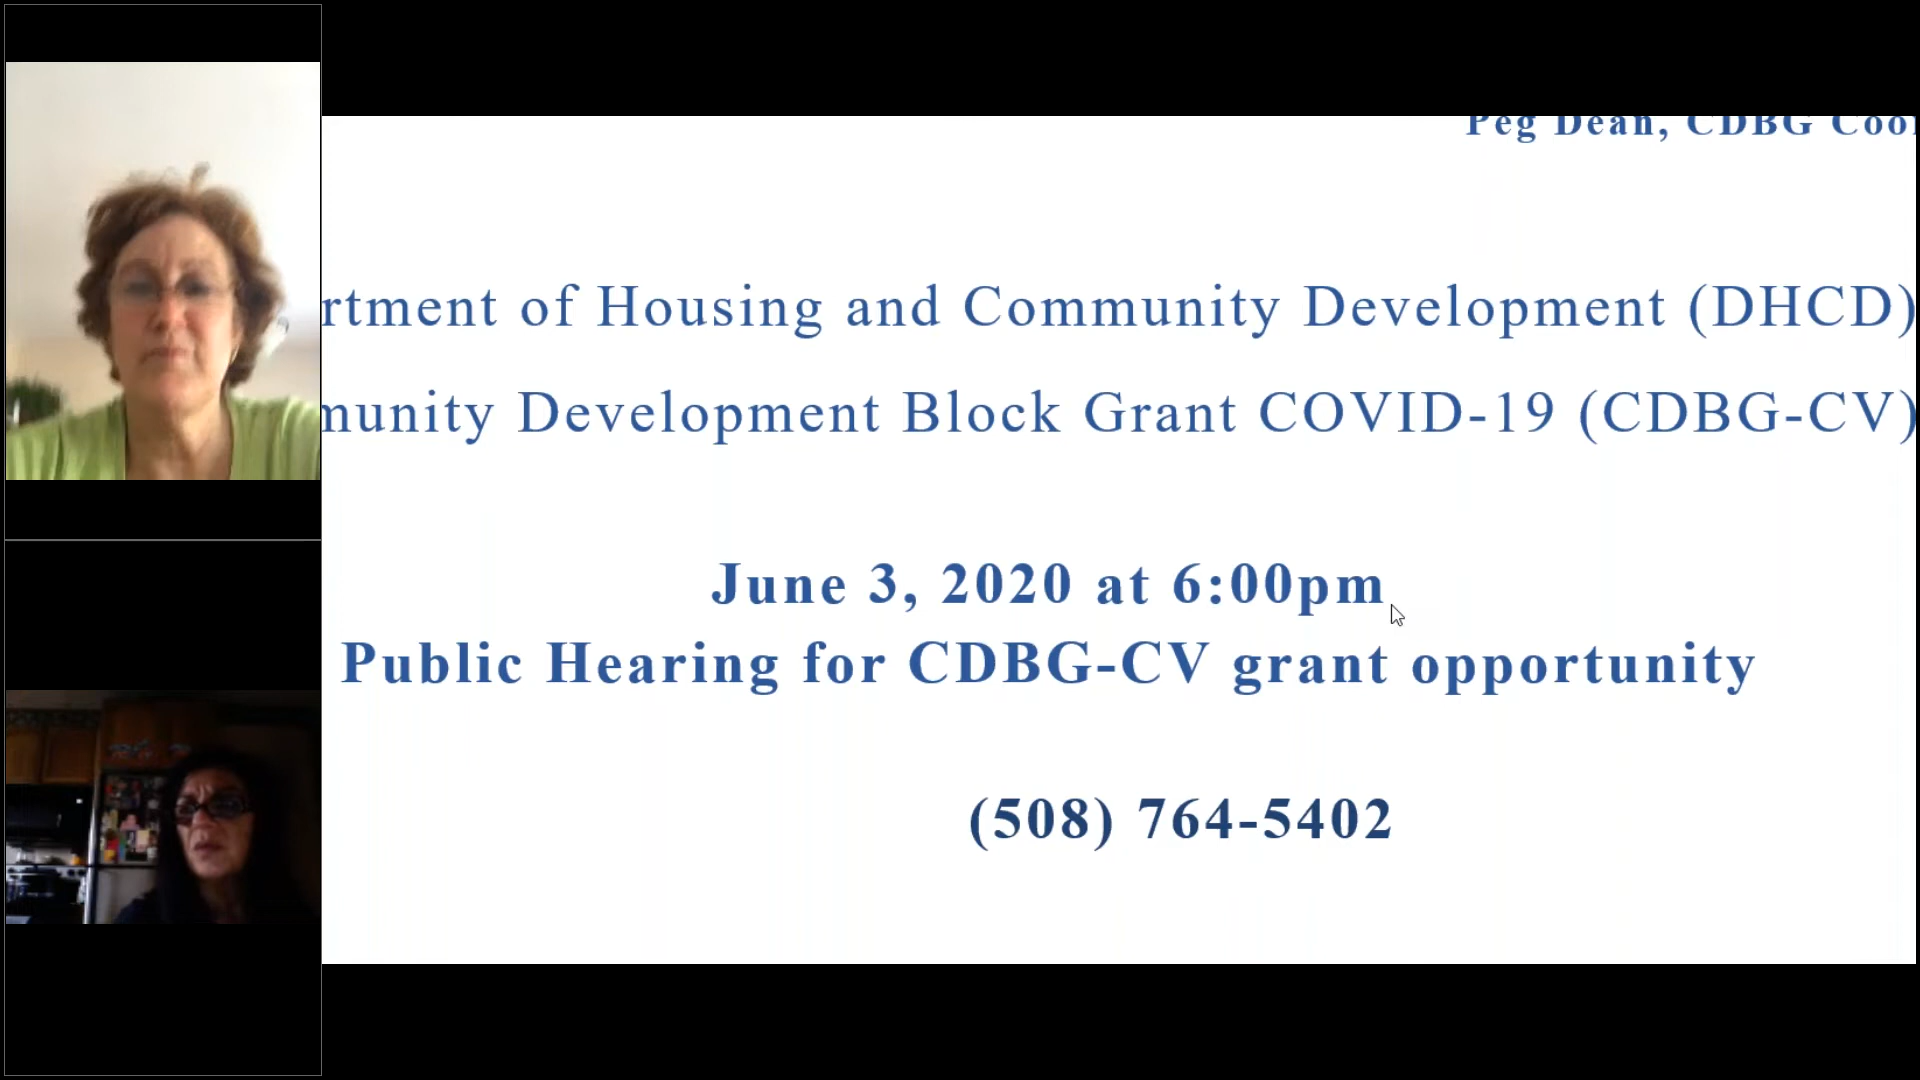 Peg Dean, CDBG Coo
rtment of Housing and Community Development (DHCD)
munity Development Block Grant COVID-19 (CDBG-CV)
June 3, 2020 at 6:00pm
Public Hearing for CDBG-CV grant opportunity
(508) 764-5402